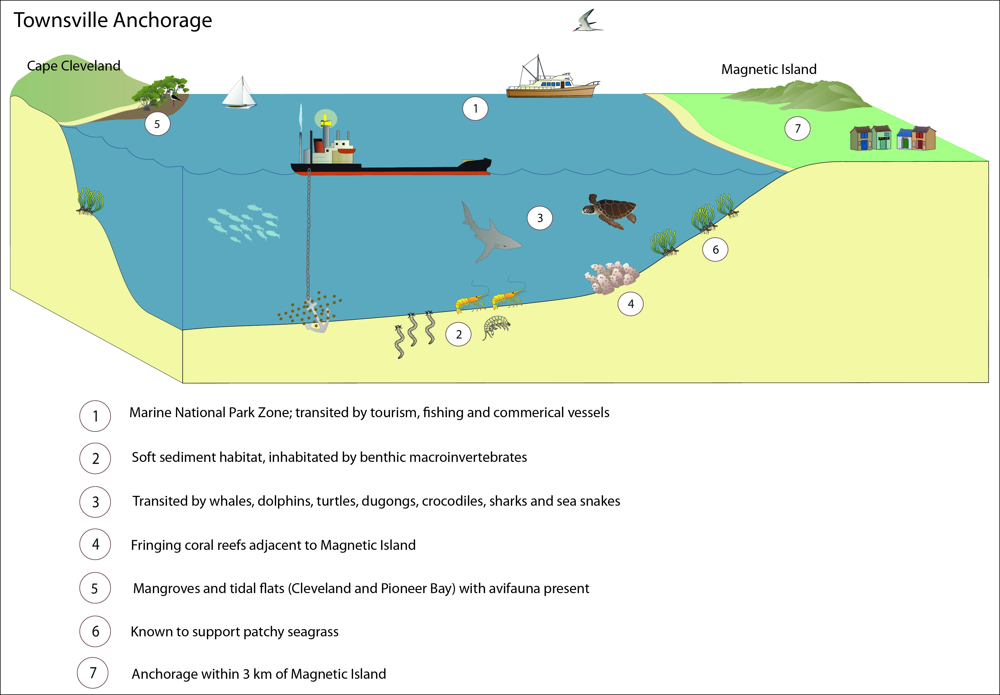 Townsville Anchorage
Cape Cleveland
Magnetic Island
1
5
7
3
6
4
2
1 Marine National Park Zone; transited by tourism, fishing and commerical vessels
2 Soft sediment habitat, inhabitated by benthic macroinvertebrates
3 Transited by whales, dolphins, turtles, dugongs, crocodiles, sharks and sea snakes
4 Fringing coral reefs adjacent to Magnetic Island
5 Mangroves and tidal flats (Cleveland and Pioneer Bay) with avifauna present
6 Known to support patchy seagrass
7 Anchorage within 3 km of Magnetic Island